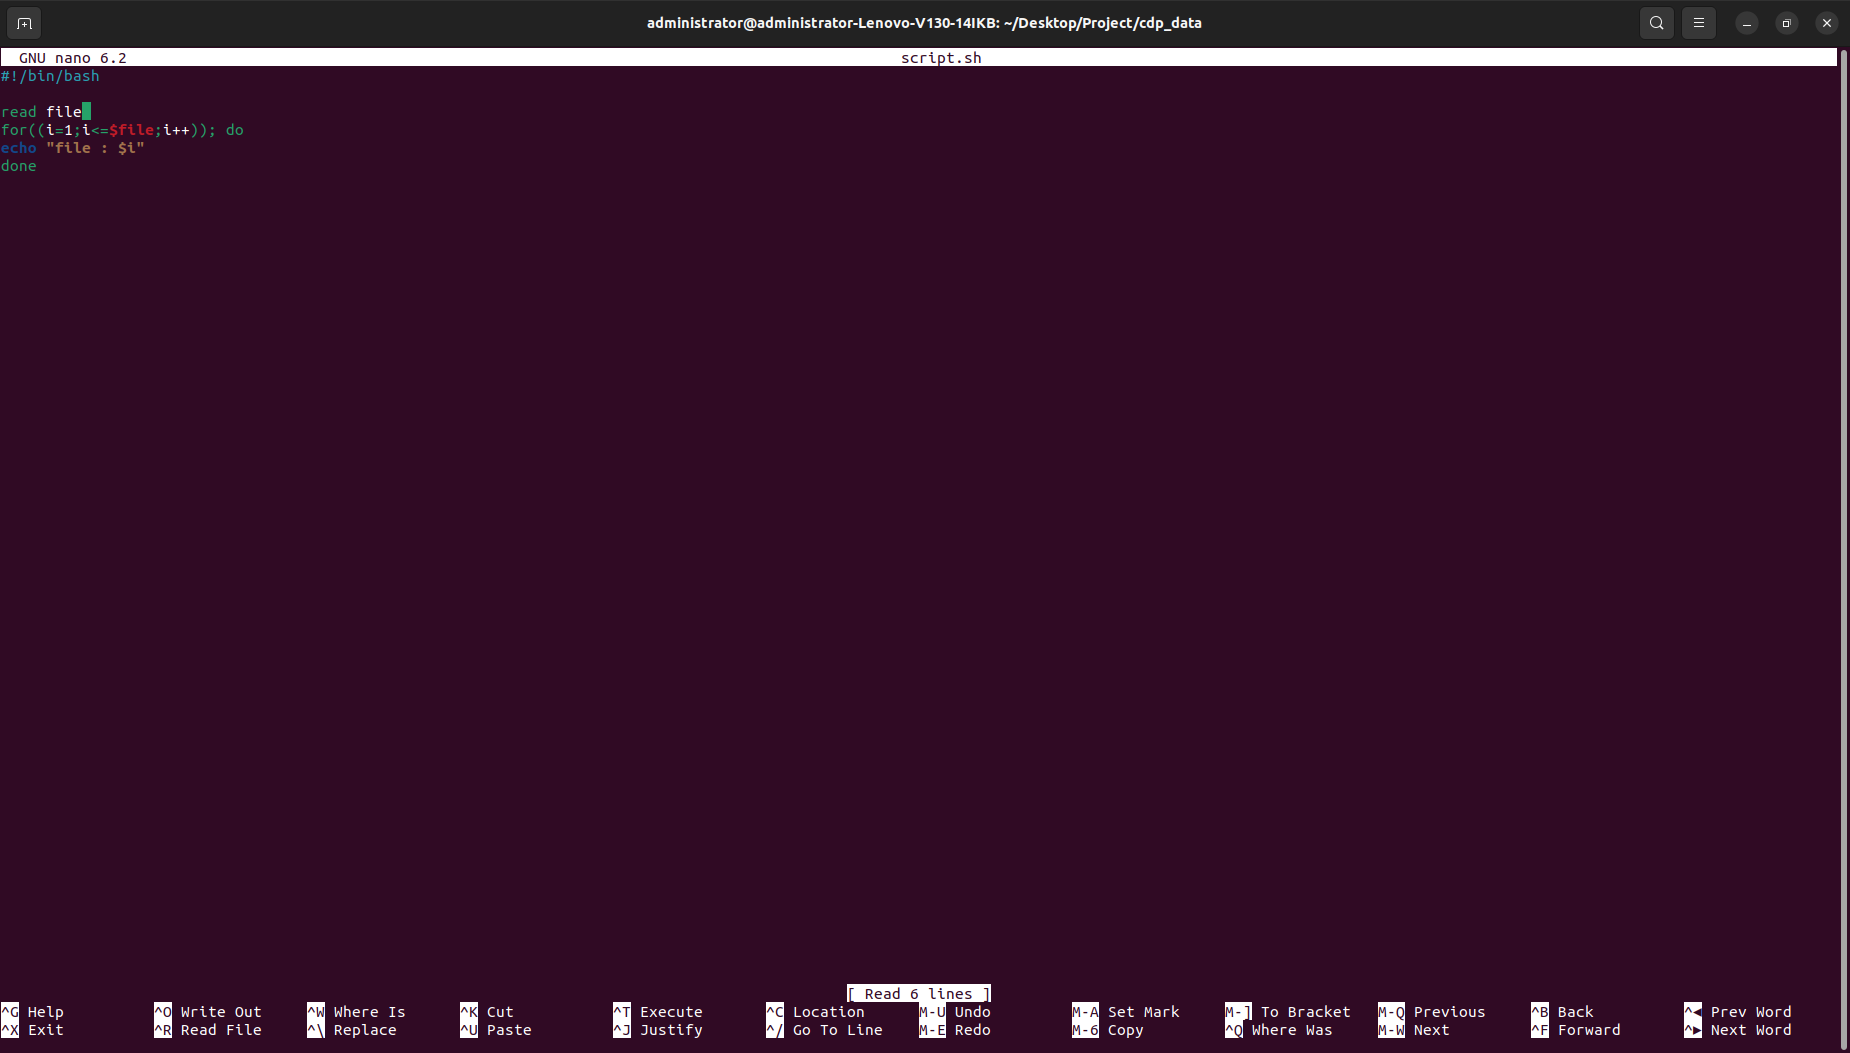 administrator@administrator-Lenovo-V130-14IKB: ~/Desktop/Project/cdp_data
GNU nano 6.2 script.sh
#!/bin/bash
read file
for((i=1;i<=$file;i++)); do
echo "file : $i"
done
[ Read 6 lines ]
^G Help ^O Write Out ^W Where Is ^K Cut ^T Execute ^C Location M-U Undo M-A Set Mark M-] To Bracket M-Q Previous ^B Back ^◀ Prev Word
^X Exit ^R Read File ^\ Replace ^U Paste ^J Justify ^/ Go To Line M-E Redo M-6 Copy ^Q Where Was M-W Next ^F Forward ^▶ Next Word